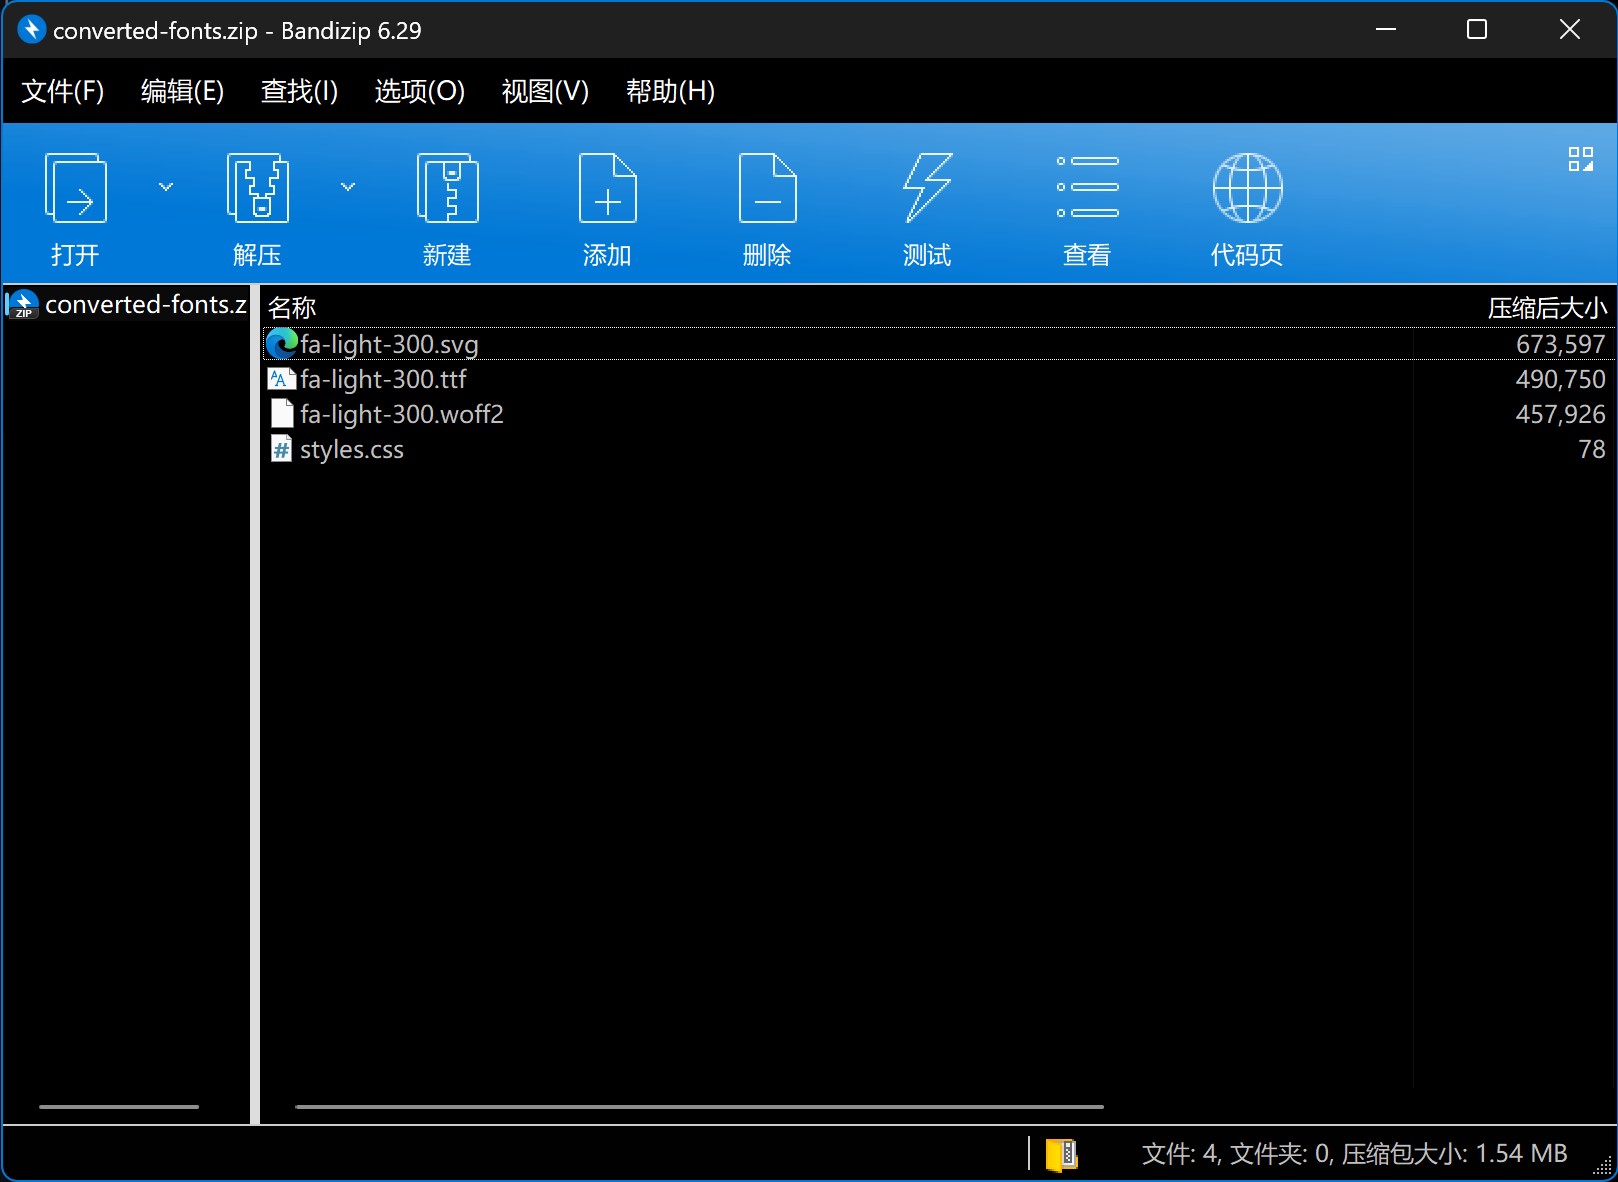 converted-fonts.zip - Bandizip 6.29
文件(F) 编辑(E) 查找(I) 选项(O) 视图(V) 帮助(H)
打开 解压 新建 添加 删除 测试 查看 代码页
ZIP converted-fonts.z
名称 压缩后大小
fa-light-300.svg 673,597
fa-light-300.ttf 490,750
fa-light-300.woff2 457,926
styles.css 78
文件: 4, 文件夹: 0, 压缩包大小: 1.54 MB